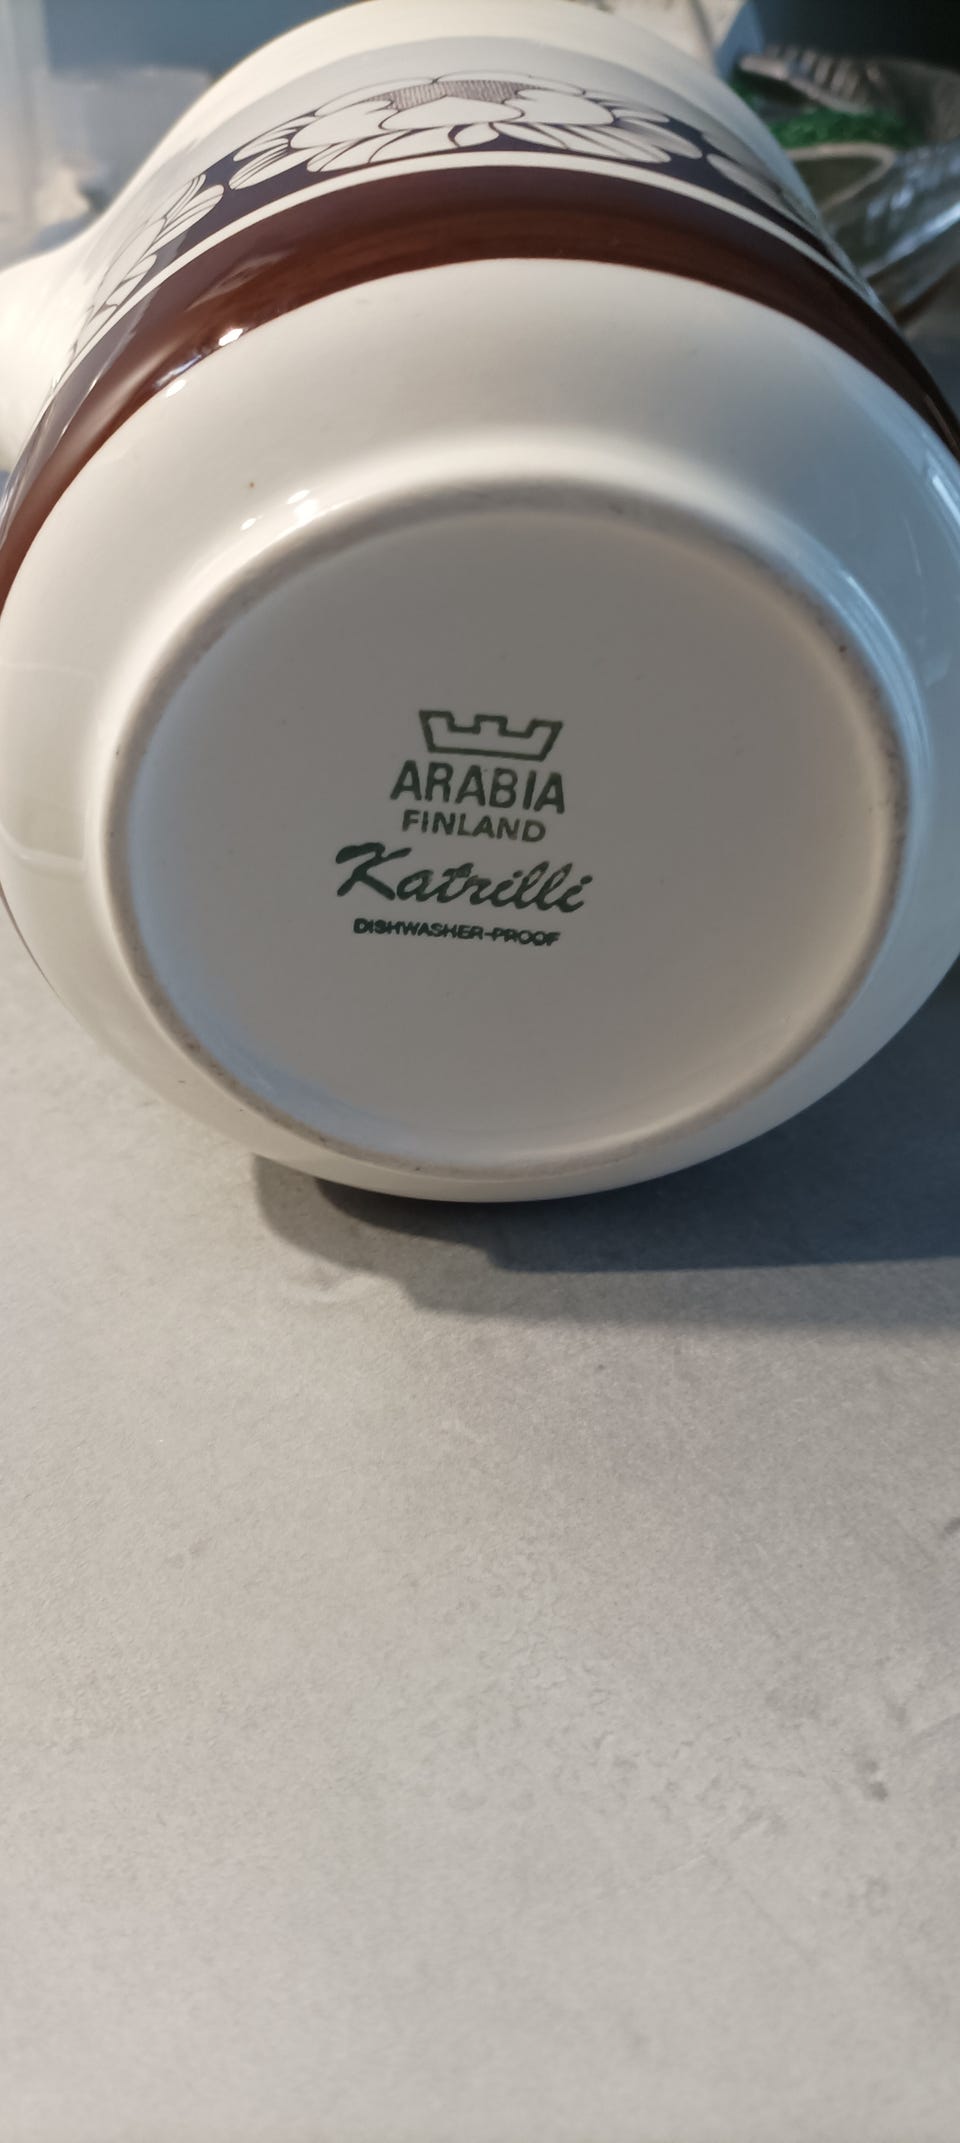 ARABIA
FINLAND
Katrilli
DISHWASHER-PROOF